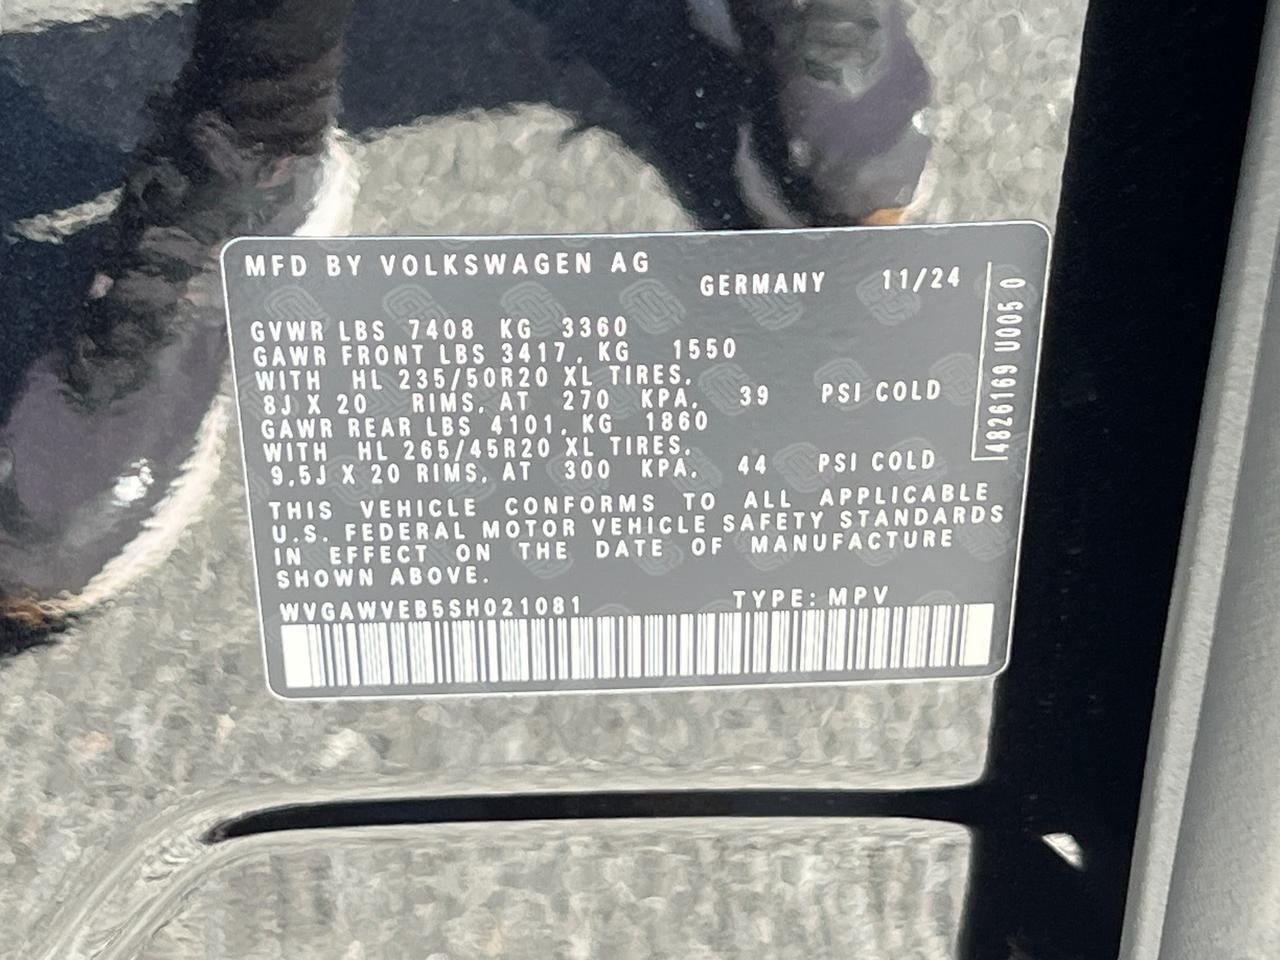 MFD BY VOLKSWAGEN AG
GERMANY 11/24
GVWR LBS 7408 KG 3360
GAWR FRONT LBS 3417, KG 1550
WITH HL 235/50R20 XL TIRES,
8J X 20 RIMS, AT 270 KPA, 39 PSI COLD
GAWR REAR LBS 4101, KG 1860
WITH HL 265/45R20 XL TIRES,
9,5J X 20 RIMS, AT 300 KPA, 44 PSI COLD
THIS VEHICLE CONFORMS TO ALL APPLICABLE
U.S. FEDERAL MOTOR VEHICLE SAFETY STANDARDS
IN EFFECT ON THE DATE OF MANUFACTURE
SHOWN ABOVE.
WVGAWVEB5SH021081 TYPE: MPV
4826169 U005 0